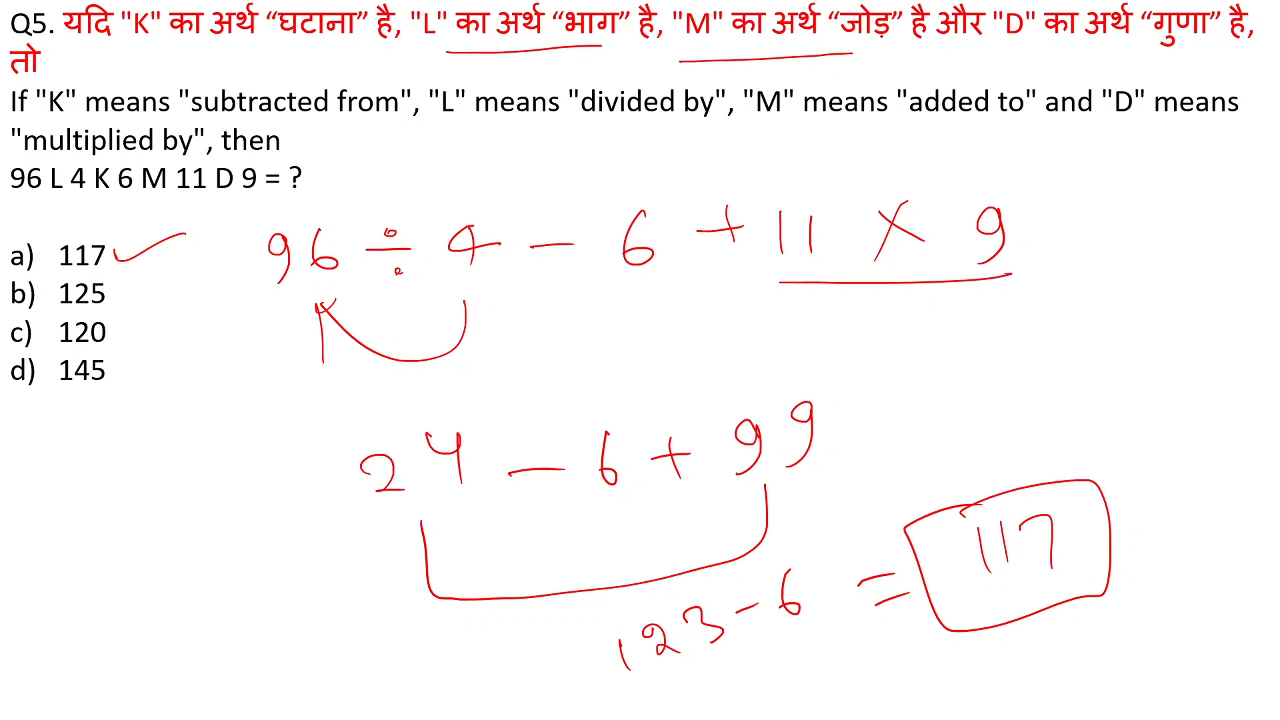 Q5. यदि "K" का अर्थ “घटाना” है, "L" का अर्थ “भाग” है, "M" का अर्थ “जोड़” है और "D" का अर्थ “गुणा” है,
तो
If "K" means "subtracted from", "L" means "divided by", "M" means "added to" and "D" means
"multiplied by", then
96 L 4 K 6 M 11 D 9 = ?
96 ÷ 4 - 6 + 11 × 9
a) 117 ✓
b) 125
c) 120
d) 145
24 - 6 + 99
123 - 6 = 117